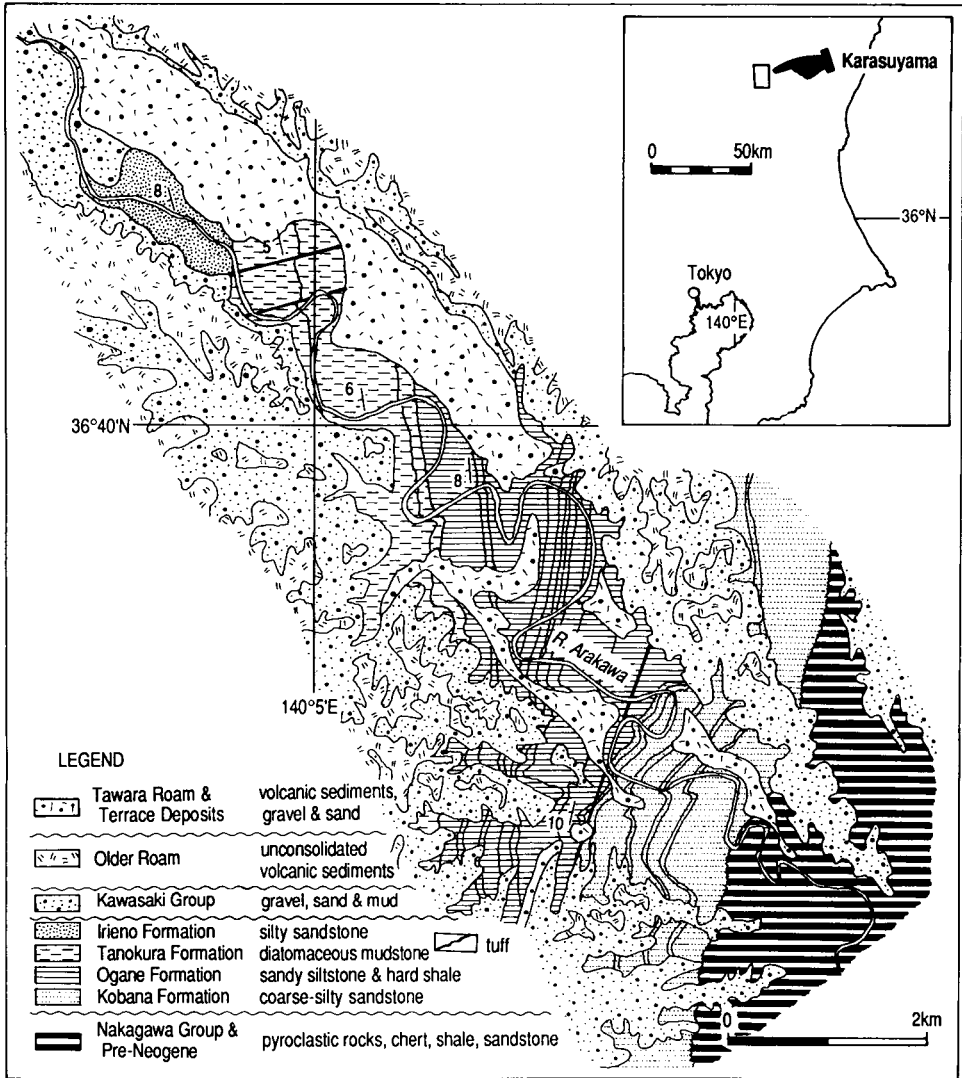 Karasuyama
0 50km
36°N
Tokyo
140°E
8
5
6
36°40'N
8
R. Arakawa
140°5'E
10
LEGEND
Tawara Roam & volcanic sediments,
Terrace Deposits gravel & sand
Older Roam unconsolidated
volcanic sediments
Kawasaki Group gravel, sand & mud
Irieno Formation silty sandstone
Tanokura Formation diatomaceous mudstone tuff
Ogane Formation sandy siltstone & hard shale
Kobana Formation coarse-silty sandstone
Nakagawa Group & pyroclastic rocks, chert, shale, sandstone
Pre-Neogene
0 2km